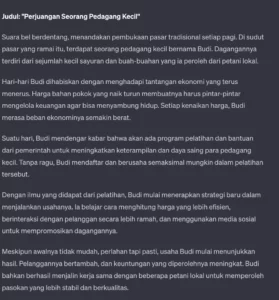 Judul: "Perjuangan Seorang Pedagang Kecil"
Suara bel berdentang, menandakan pembukaan pasar tradisional setiap pagi. Di sudut
pasar yang ramai itu, terdapat seorang pedagang kecil bernama Budi. Dagangannya
terdiri dari sejumlah kecil sayuran dan buah-buahan yang ia peroleh dari petani lokal.
Hari-hari Budi dihabiskan dengan menghadapi tantangan ekonomi yang terus
menerus. Harga bahan pokok yang naik turun membuatnya harus pintar-pintar
mengelola keuangan agar bisa menyambung hidup. Setiap kenaikan harga, Budi
merasa beban ekonominya semakin berat.
Suatu hari, Budi mendengar kabar bahwa akan ada program pelatihan dan bantuan
dari pemerintah untuk meningkatkan keterampilan dan daya saing para pedagang
kecil. Tanpa ragu, Budi mendaftar dan berusaha semaksimal mungkin dalam pelatihan
tersebut.
Dengan ilmu yang didapat dari pelatihan, Budi mulai menerapkan strategi baru dalam
menjalankan usahanya. Ia belajar cara menghitung harga yang lebih efisien,
berinteraksi dengan pelanggan secara lebih ramah, dan menggunakan media sosial
untuk mempromosikan dagangannya.
Meskipun awalnya tidak mudah, perlahan tapi pasti, usaha Budi mulai menunjukkan
hasil. Pelanggannya bertambah, dan keuntungan yang diperolehnya meningkat. Budi
bahkan berhasil menjalin kerja sama dengan beberapa petani lokal untuk memperoleh
pasokan yang lebih stabil dan berkualitas.